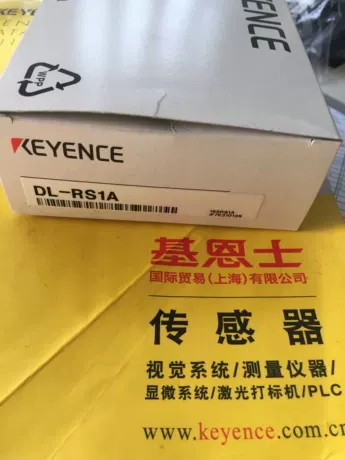 KEYENCE
WPP
KEYENCE
DL-RS1A
基恩士
国际贸易(上海)有限公司
传感器
视觉系统/测量仪器/
显微系统/激光打标机/PLC
www.keyence.com.cn